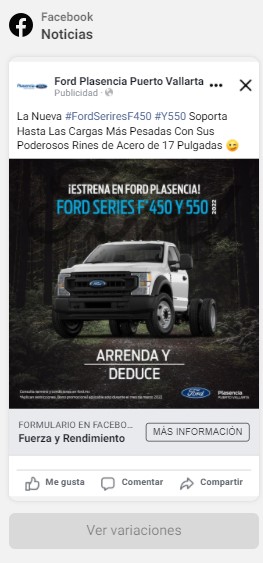 Facebook
Noticias
Ford Plasencia Puerto Vallarta
Publicidad
La Nueva #FordSeriresF450 #Y550 Soporta
Hasta Las Cargas Más Pesadas Con Sus
Poderosos Rines de Acero de 17 Pulgadas 😉
¡ESTRENA EN FORD PLASENCIA!
FORD SERIES F-450 Y 550 2022
ARRENDA Y
DEDUCE
Ford Plasencia
PUERTO VALLARTA
FORMULARIO EN FACEBO...
Fuerza y Rendimiento
MÁS INFORMACIÓN
Me gusta
Comentar
Compartir
Ver variaciones